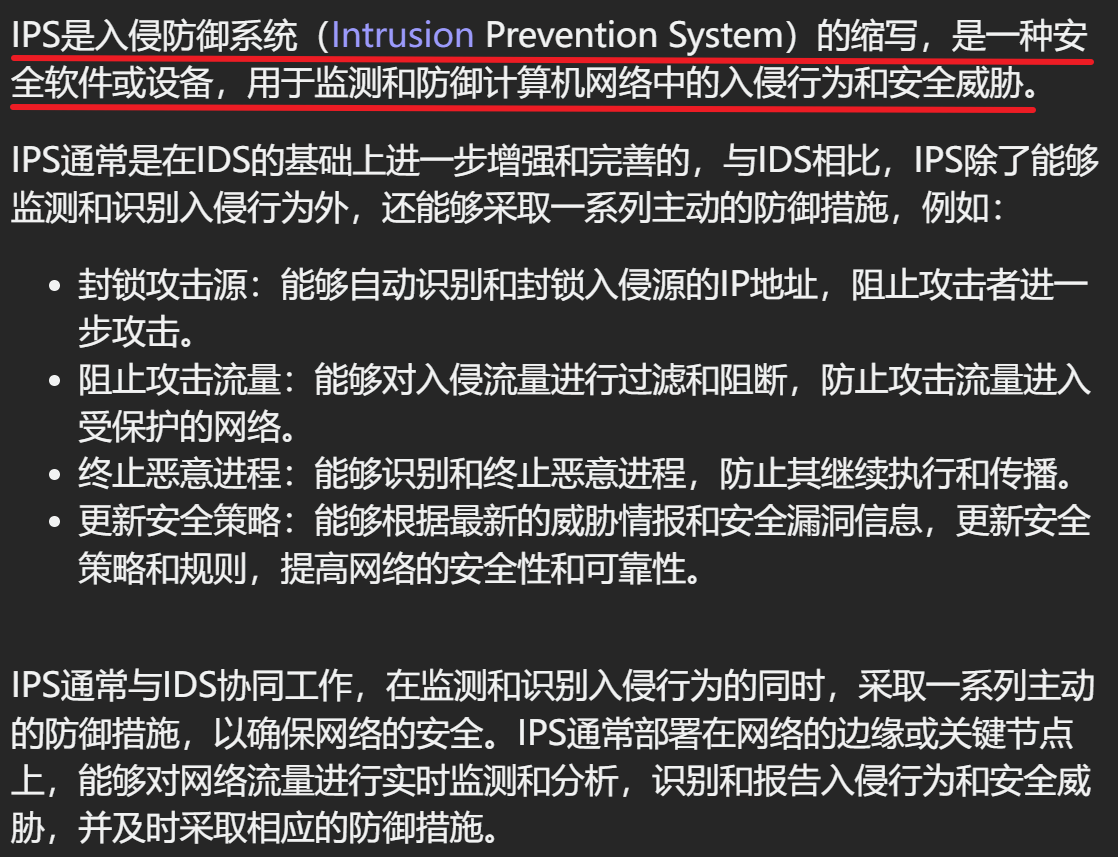 IPS是入侵防御系统（Intrusion Prevention System）的缩写，是一种安
全软件或设备，用于监测和防御计算机网络中的入侵行为和安全威胁。
IPS通常是在IDS的基础上进一步增强和完善的，与IDS相比，IPS除了能够
监测和识别入侵行为外，还能够采取一系列主动的防御措施，例如：
• 封锁攻击源：能够自动识别和封锁入侵源的IP地址，阻止攻击者进一
步攻击。
• 阻止攻击流量：能够对入侵流量进行过滤和阻断，防止攻击流量进入
受保护的网络。
• 终止恶意进程：能够识别和终止恶意进程，防止其继续执行和传播。
• 更新安全策略：能够根据最新的威胁情报和安全漏洞信息，更新安全
策略和规则，提高网络的安全性和可靠性。
IPS通常与IDS协同工作，在监测和识别入侵行为的同时，采取一系列主动
的防御措施，以确保网络的安全。IPS通常部署在网络的边缘或关键节点
上，能够对网络流量进行实时监测和分析，识别和报告入侵行为和安全威
胁，并及时采取相应的防御措施。